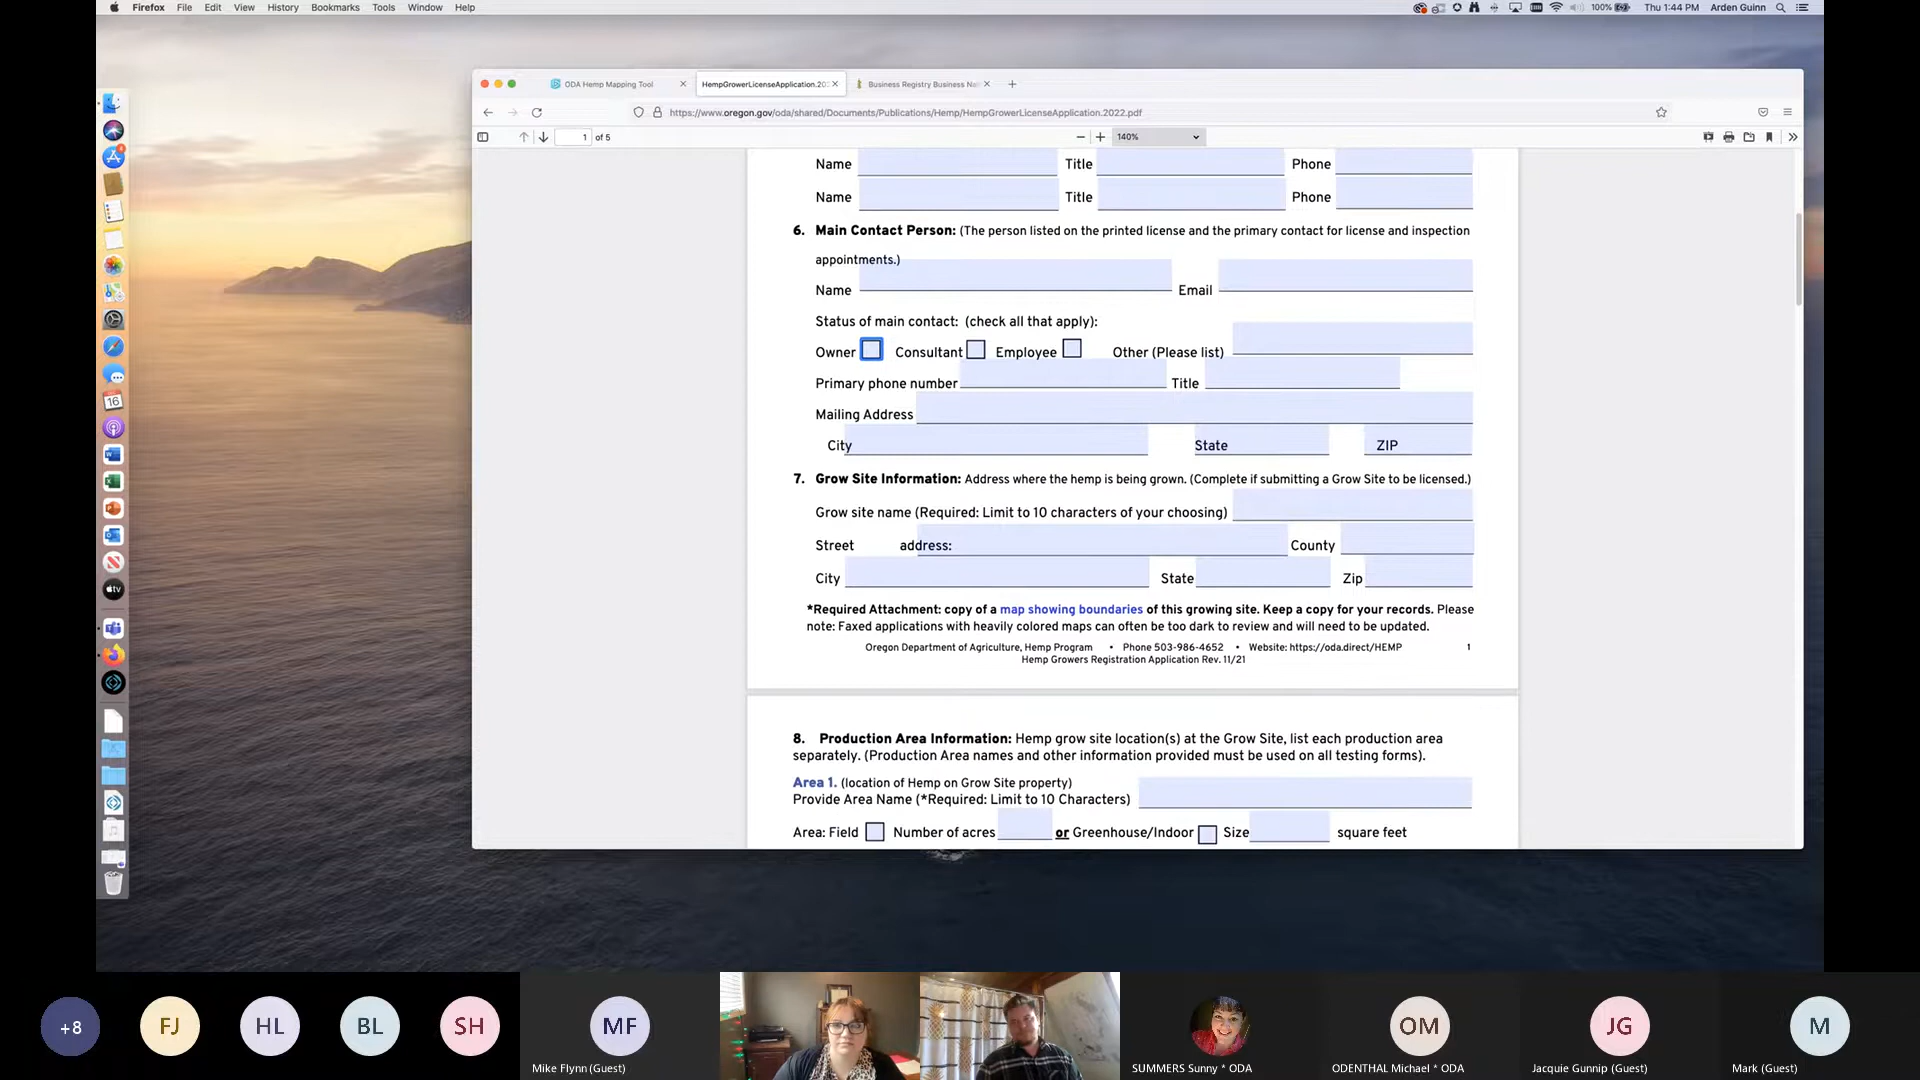 Firefox File Edit View History Bookmarks Tools Window Help
100% Thu 1:44 PM Arden Guinn
ODA Hemp Mapping Tool
HempGrowerLicenseApplication.20
Business Registry Business Na
https://www.oregon.gov/oda/shared/Documents/Publications/Hemp/HempGrowerLicenseApplication.2022.pdf
1 of 5
140%
Name Title Phone
Name Title Phone
6. Main Contact Person: (The person listed on the printed license and the primary contact for license and inspection
appointments.)
Name Email
Status of main contact: (check all that apply):
Owner Consultant Employee Other (Please list)
Primary phone number Title
Mailing Address
City State ZIP
7. Grow Site Information: Address where the hemp is being grown. (Complete if submitting a Grow Site to be licensed.)
Grow site name (Required: Limit to 10 characters of your choosing)
Street address: County
City State Zip
*Required Attachment: copy of a map showing boundaries of this growing site. Keep a copy for your records. Please
note: Faxed applications with heavily colored maps can often be too dark to review and will need to be updated.
Oregon Department of Agriculture, Hemp Program • Phone 503-986-4652 • Website: https://oda.direct/HEMP 1
Hemp Growers Registration Application Rev. 11/21
8. Production Area Information: Hemp grow site location(s) at the Grow Site, list each production area
separately. (Production Area names and other information provided must be used on all testing forms).
Area 1. (location of Hemp on Grow Site property)
Provide Area Name (*Required: Limit to 10 Characters)
Area: Field Number of acres or Greenhouse/Indoor Size square feet
16
tv
+8
FJ
HL
BL
SH
MF
OM
JG
M
Mike Flynn (Guest)
SUMMERS Sunny * ODA
ODENTHAL Michael * ODA
Jacquie Gunnip (Guest)
Mark (Guest)